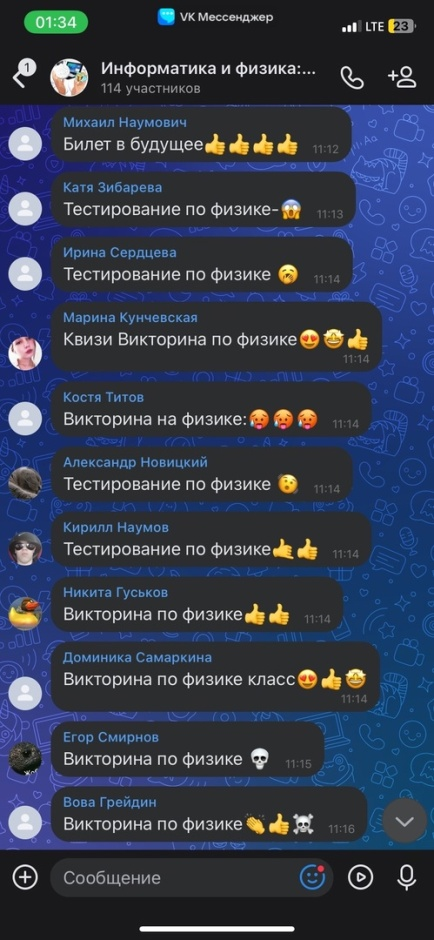 01:34
VK Мессенджер
LTE 23
1
Информатика и физика:...
114 участников
Михаил Наумович
Билет в будущее👍👍👍👍 11:12
Катя Зибарева
Тестирование по физике-😱 11:13
Ирина Сердцева
Тестирование по физике 🥱 11:14
Марина Кунчевская
Квизи Викторина по физике😍🤩👍
11:14
Костя Титов
Викторина на физике:🥵🥵🥵 11:14
Александр Новицкий
Тестирование по физике 🫣 11:14
Кирилл Наумов
Тестирование по физике🤙👍 11:14
Никита Гуськов
Викторина по физике👍👍 11:14
Доминика Самаркина
Викторина по физике класс😍👍🤩
11:14
Егор Смирнов
Викторина по физике 💀 11:15
Вова Грейдин
Викторина по физике👏👍☠️ 11:16
Сообщение